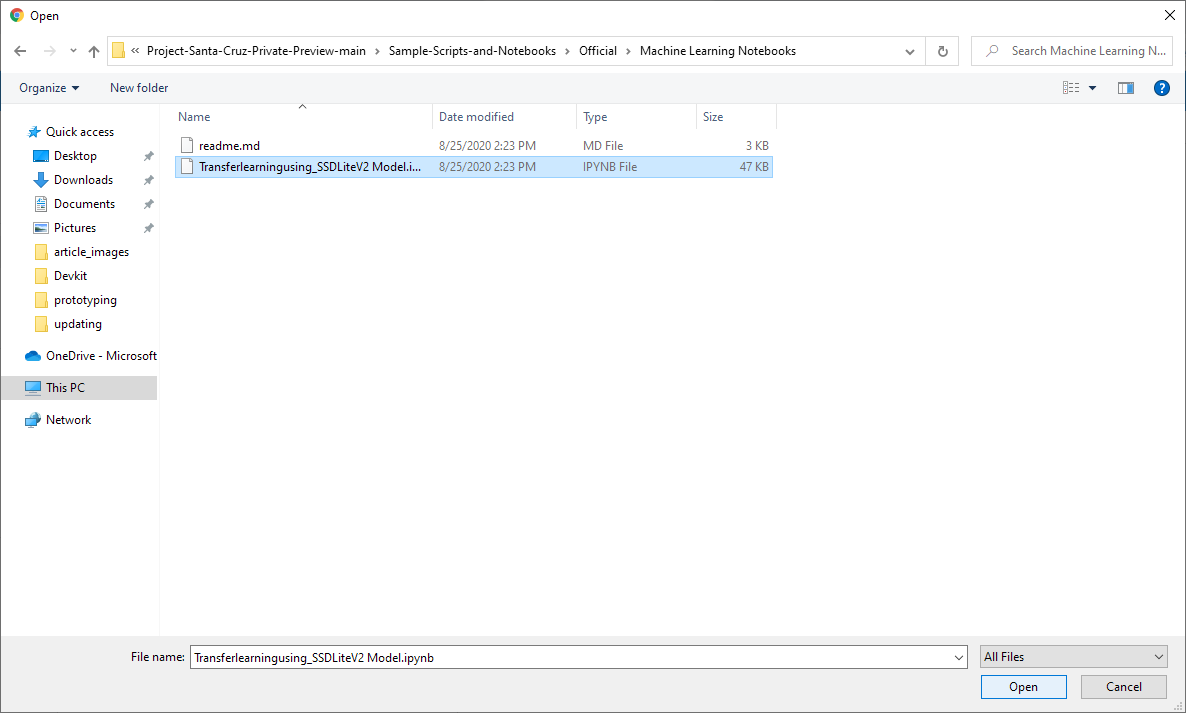 Open
« Project-Santa-Cruz-Private-Preview-main › Sample-Scripts-and-Notebooks › Official › Machine Learning Notebooks
Search Machine Learning N...
Organize
New folder
?
Name Date modified Type Size
readme.md 8/25/2020 2:23 PM MD File 3 KB
Transferlearningusing_SSDLiteV2 Model.i... 8/25/2020 2:23 PM IPYNB File 47 KB
Quick access
Desktop
Downloads
Documents
Pictures
article_images
Devkit
prototyping
updating
OneDrive - Microsoft
This PC
Network
File name: Transferlearningusing_SSDLiteV2 Model.ipynb
All Files
Open
Cancel